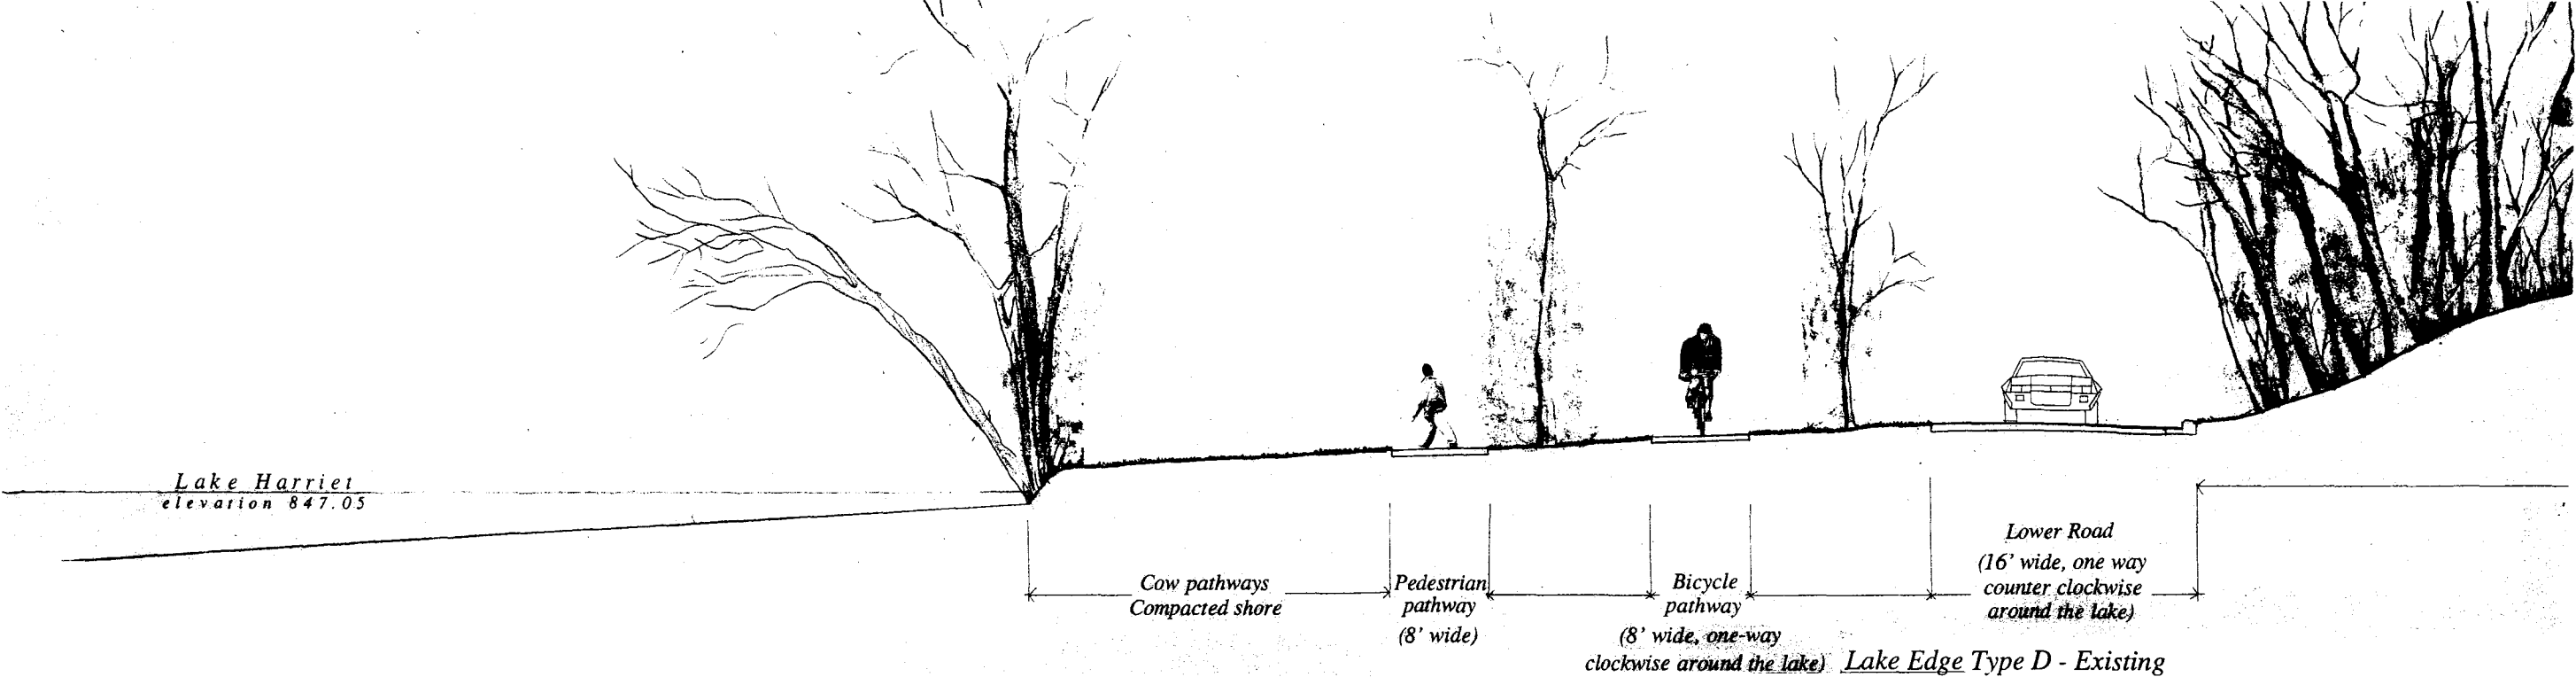 Lake Harriet
elevation 847.05
Cow pathways
Compacted shore
Pedestrian
pathway
(8' wide)
Bicycle
pathway
(8' wide, one-way
clockwise around the lake)
Lower Road
(16' wide, one way
counter clockwise
around the lake)
Lake Edge Type D - Existing